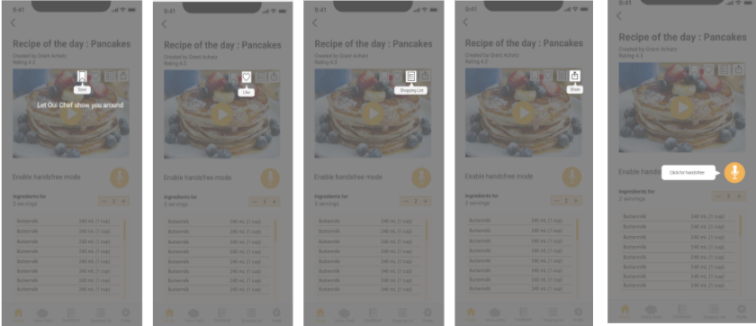 9:41
Recipe of the day : Pancakes
Created by Grant Achatz
Rating 4.5
Save
Let Oui Chef show you around
Enable handsfree mode
Ingredients for
2 servings
- 2 +
Buttermilk 240 mL (1 cup)
Buttermilk 240 mL (1 cup)
Buttermilk 240 mL (1 cup)
Buttermilk 240 mL (1 cup)
Buttermilk 240 mL (1 cup)
Buttermilk 240 mL (1 cup)
Buttermilk 240 mL (1 cup)
Buttermilk 240 mL (1 cup)
9:41
Recipe of the day : Pancakes
Created by Grant Achatz
Rating 4.5
Like
Enable handsfree mode
Ingredients for
2 servings
- 2 +
Buttermilk 240 mL (1 cup)
Buttermilk 240 mL (1 cup)
Buttermilk 240 mL (1 cup)
Buttermilk 240 mL (1 cup)
Buttermilk 240 mL (1 cup)
Buttermilk 240 mL (1 cup)
Buttermilk 240 mL (1 cup)
Buttermilk 240 mL (1 cup)
9:41
Recipe of the day : Pancakes
Created by Grant Achatz
Rating 4.5
Shopping List
Enable handsfree mode
Ingredients for
2 servings
- 2 +
Buttermilk 240 mL (1 cup)
Buttermilk 240 mL (1 cup)
Buttermilk 240 mL (1 cup)
Buttermilk 240 mL (1 cup)
Buttermilk 240 mL (1 cup)
Buttermilk 240 mL (1 cup)
Buttermilk 240 mL (1 cup)
Buttermilk 240 mL (1 cup)
9:41
Recipe of the day : Pancakes
Created by Grant Achatz
Rating 4.5
Share
Enable handsfree mode
Ingredients for
2 servings
- 2 +
Buttermilk 240 mL (1 cup)
Buttermilk 240 mL (1 cup)
Buttermilk 240 mL (1 cup)
Buttermilk 240 mL (1 cup)
Buttermilk 240 mL (1 cup)
Buttermilk 240 mL (1 cup)
Buttermilk 240 mL (1 cup)
Buttermilk 240 mL (1 cup)
9:41
Recipe of the day : Pancakes
Created by Grant Achatz
Rating 4.5
Enable handsf
Click for handsfree
Ingredients for
2 servings
- 2 +
Buttermilk 240 mL (1 cup)
Buttermilk 240 mL (1 cup)
Buttermilk 240 mL (1 cup)
Buttermilk 240 mL (1 cup)
Buttermilk 240 mL (1 cup)
Buttermilk 240 mL (1 cup)
Buttermilk 240 mL (1 cup)
Buttermilk 240 mL (1 cup)